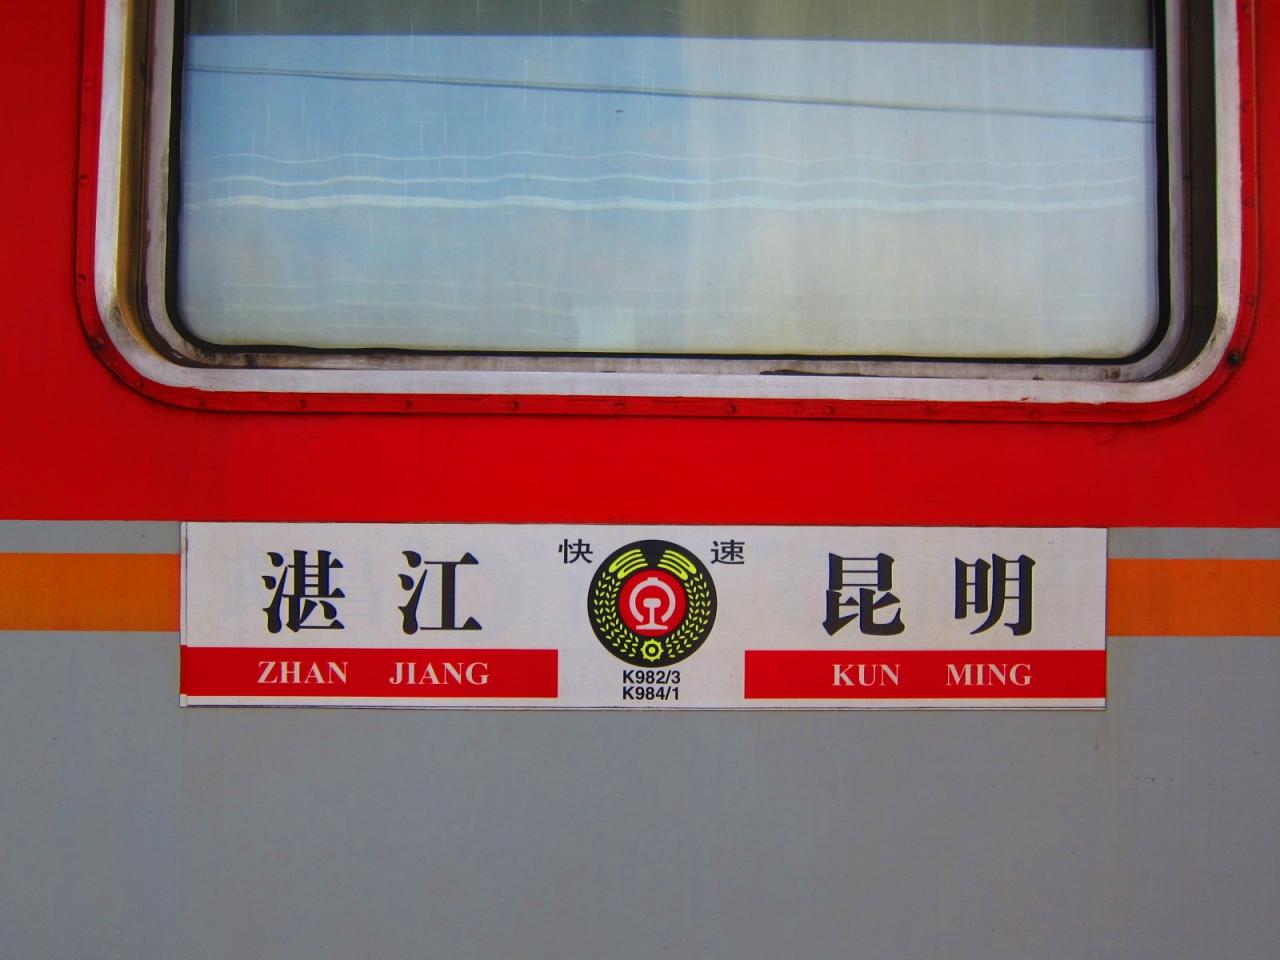 快 速
湛 江 昆 明
ZHAN JIANG KUN MING
K982/3
K984/1